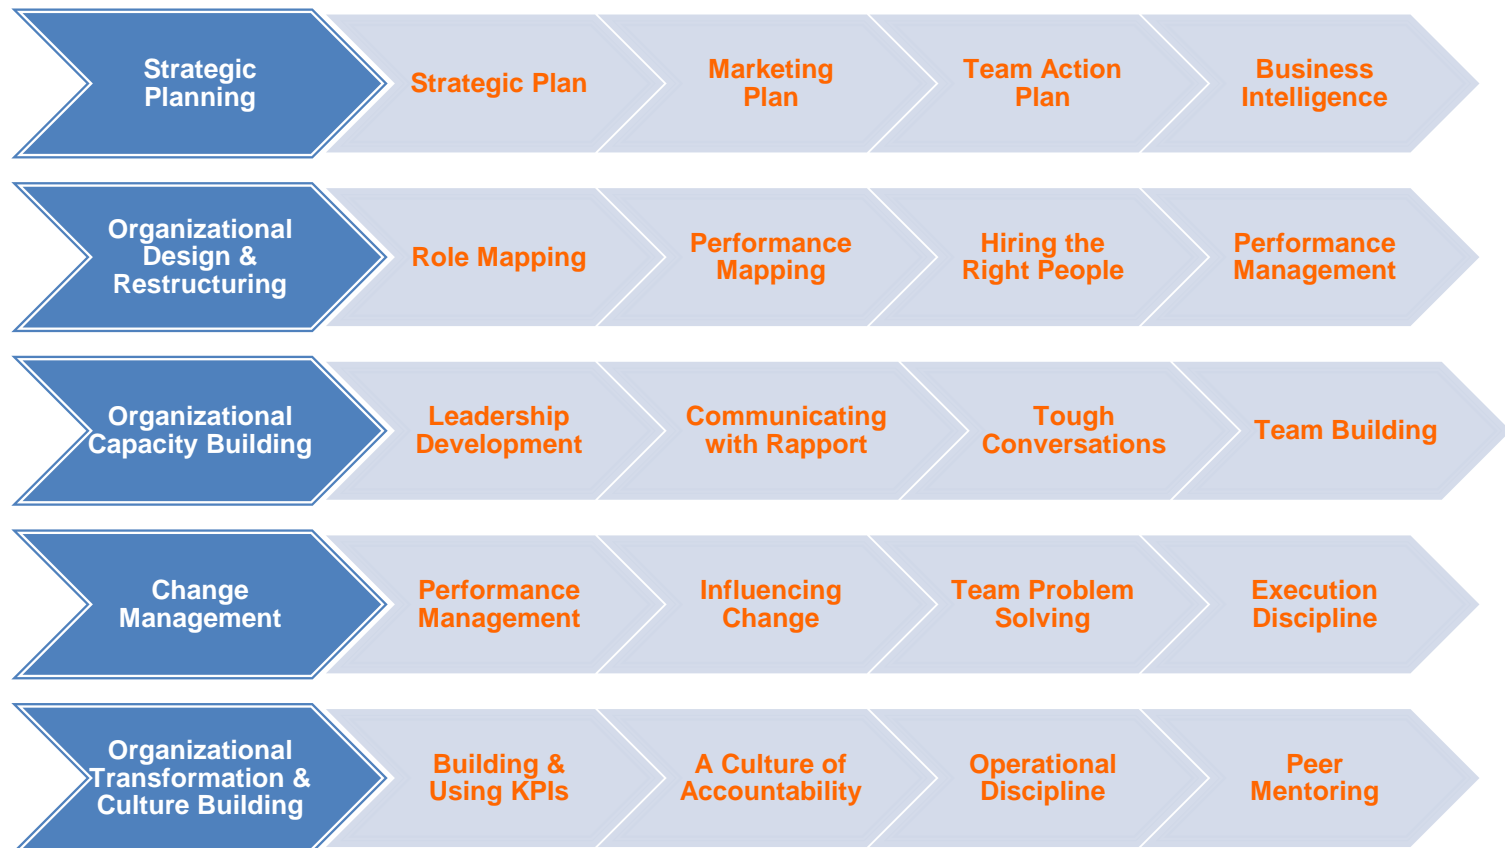 Strategic
Planning
Strategic Plan
Marketing
Plan
Team Action
Plan
Business
Intelligence
Organizational
Design &
Restructuring
Role Mapping
Performance
Mapping
Hiring the
Right People
Performance
Management
Organizational
Capacity Building
Leadership
Development
Communicating
with Rapport
Tough
Conversations
Team Building
Change
Management
Performance
Management
Influencing
Change
Team Problem
Solving
Execution
Discipline
Organizational
Transformation &
Culture Building
Building &
Using KPIs
A Culture of
Accountability
Operational
Discipline
Peer
Mentoring